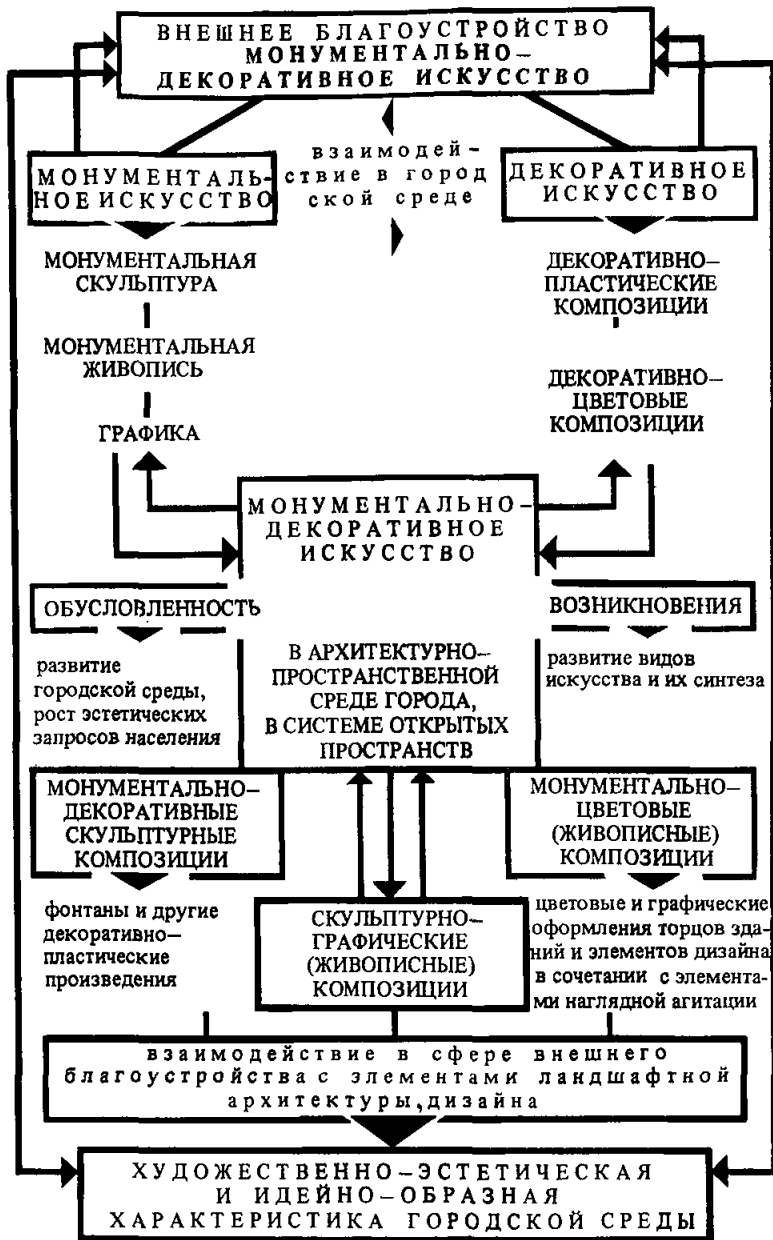 ВНЕШНЕЕ БЛАГОУСТРОЙСТВО
МОНУМЕНТАЛЬНО–
ДЕКОРАТИВНОЕ ИСКУССТВО
МОНУМЕНТАЛЬ-
НОЕ ИСКУССТВО
взаимодей-
ствие в город
ской среде
ДЕКОРАТИВНОЕ
ИСКУССТВО
МОНУМЕНТАЛЬНАЯ
СКУЛЬПТУРА
МОНУМЕНТАЛЬНАЯ
ЖИВОПИСЬ
ГРАФИКА
ДЕКОРАТИВНО–
ПЛАСТИЧЕСКИЕ
КОМПОЗИЦИИ
ДЕКОРАТИВНО–
ЦВЕТОВЫЕ
КОМПОЗИЦИИ
МОНУМЕНТАЛЬНО-
ДЕКОРАТИВНОЕ
ИСКУССТВО
ОБУСЛОВЛЕННОСТЬ
ВОЗНИКНОВЕНИЯ
развитие
городской среды,
рост эстетических
запросов населения
В АРХИТЕКТУРНО-
ПРОСТРАНСТВЕННОЙ
СРЕДЕ ГОРОДА,
В СИСТЕМЕ ОТКРЫТЫХ
ПРОСТРАНСТВ
развитие видов
искусства и их синтеза
МОНУМЕНТАЛЬНО–
ДЕКОРАТИВНЫЕ
СКУЛЬПТУРНЫЕ
КОМПОЗИЦИИ
МОНУМЕНТАЛЬНО–
ЦВЕТОВЫЕ
(ЖИВОПИСНЫЕ)
КОМПОЗИЦИИ
фонтаны и другие
декоративно–
пластические
произведения
СКУЛЬПТУРНО–
ГРАФИЧЕСКИЕ
(ЖИВОПИСНЫЕ)
КОМПОЗИЦИИ
цветовые и графические
оформления торцов зда-
ний и элементов дизайна
в сочетании с элемента-
ми наглядной агитации
взаимодействие в сфере внешнего
благоустройства с элементами ландшафтной
архитектуры, дизайна
ХУДОЖЕСТВЕННО–ЭСТЕТИЧЕСКАЯ
И ИДЕЙНО–ОБРАЗНАЯ
ХАРАКТЕРИСТИКА ГОРОДСКОЙ СРЕДЫ